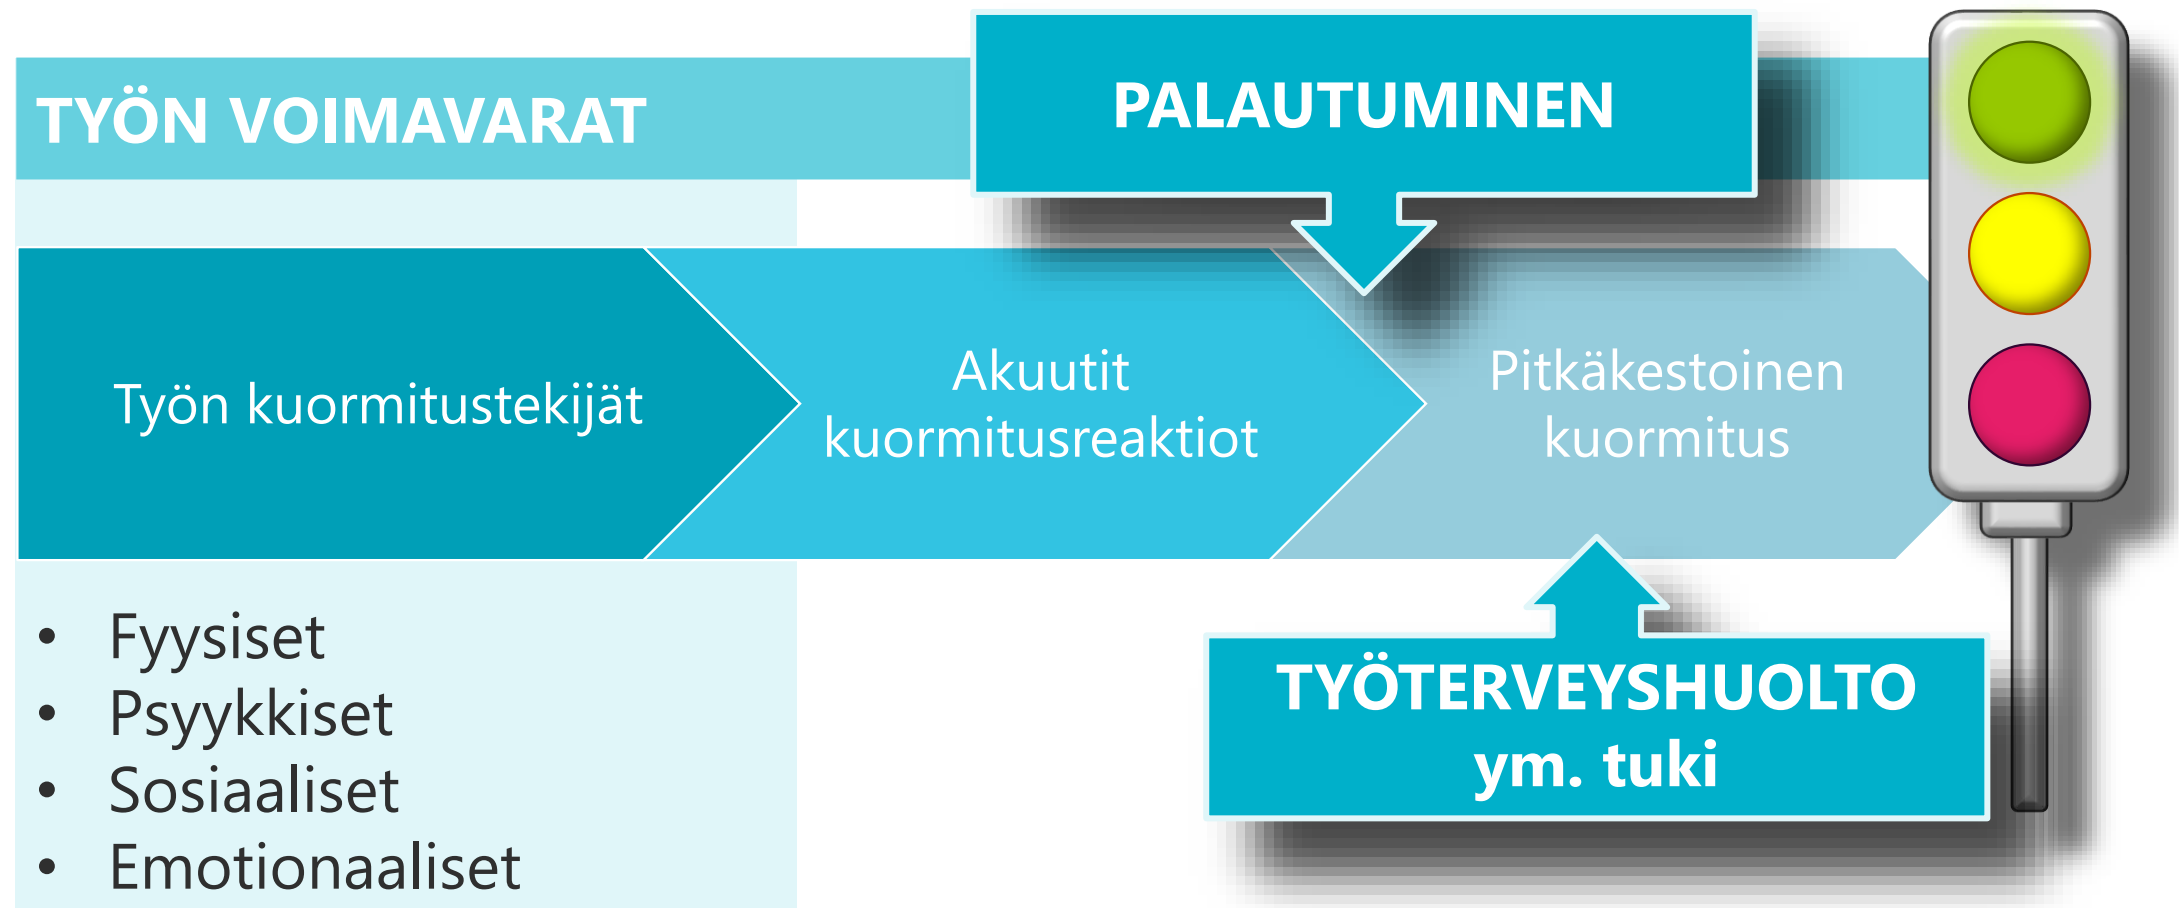 TYÖN VOIMAVARAT
PALAUTUMINEN
Työn kuormitustekijät
Akuutit
kuormitusreaktiot
Pitkäkestoinen
kuormitus
• Fyysiset
• Psyykkiset
• Sosiaaliset
• Emotionaaliset
TYÖTERVEYSHUOLTO
ym. tuki